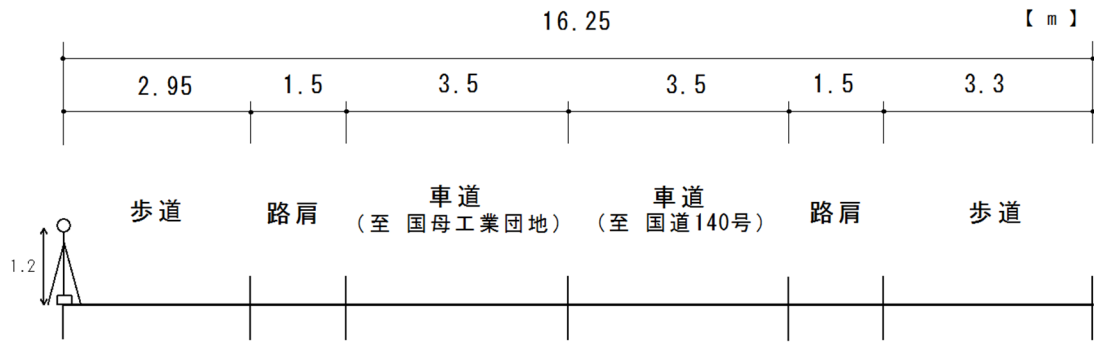 16.25
【 m 】
2.95 1.5 3.5 3.5 1.5 3.3
歩道 路肩 車道 車道 路肩 歩道
（至 国母工業団地） （至 国道140号）
1.2